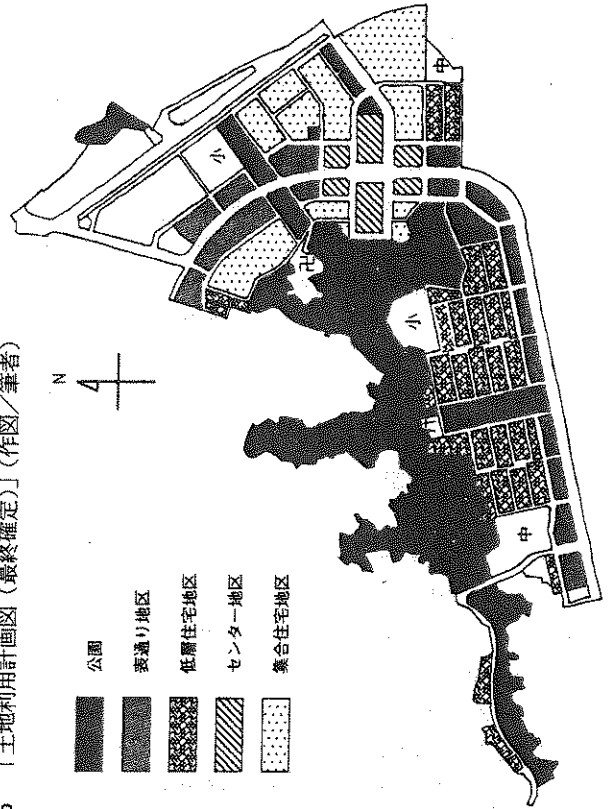 「土地利用計画図（最終確定）」（作図／筆者）
N
公園
表通り地区
低層住宅地区
センター地区
集合住宅地区
小
中
卍
小
中